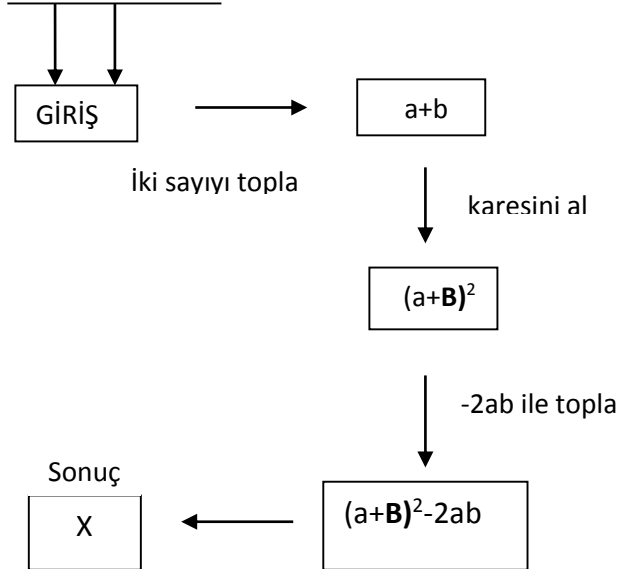 GİRİŞ
a+b
İki sayıyı topla
karesini al
(a+B)²
-2ab ile topla
Sonuç
X
(a+B)²-2ab